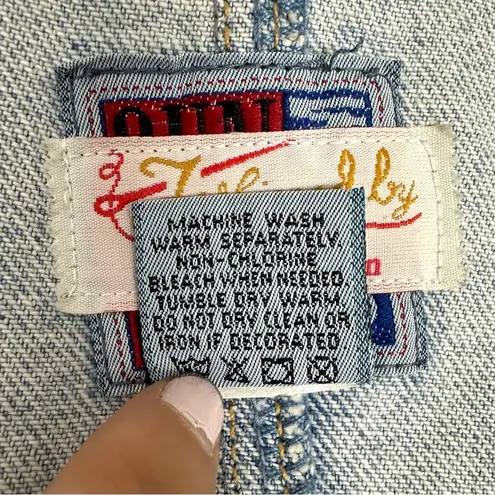 by
MACHINE WASH
WARM SEPARATELY.
NON-CHLORINE
BLEACH WHEN NEEDED
TUMBLE DRY WARM
DO NOT DRY CLEAN OR
IRON IF DECORATED